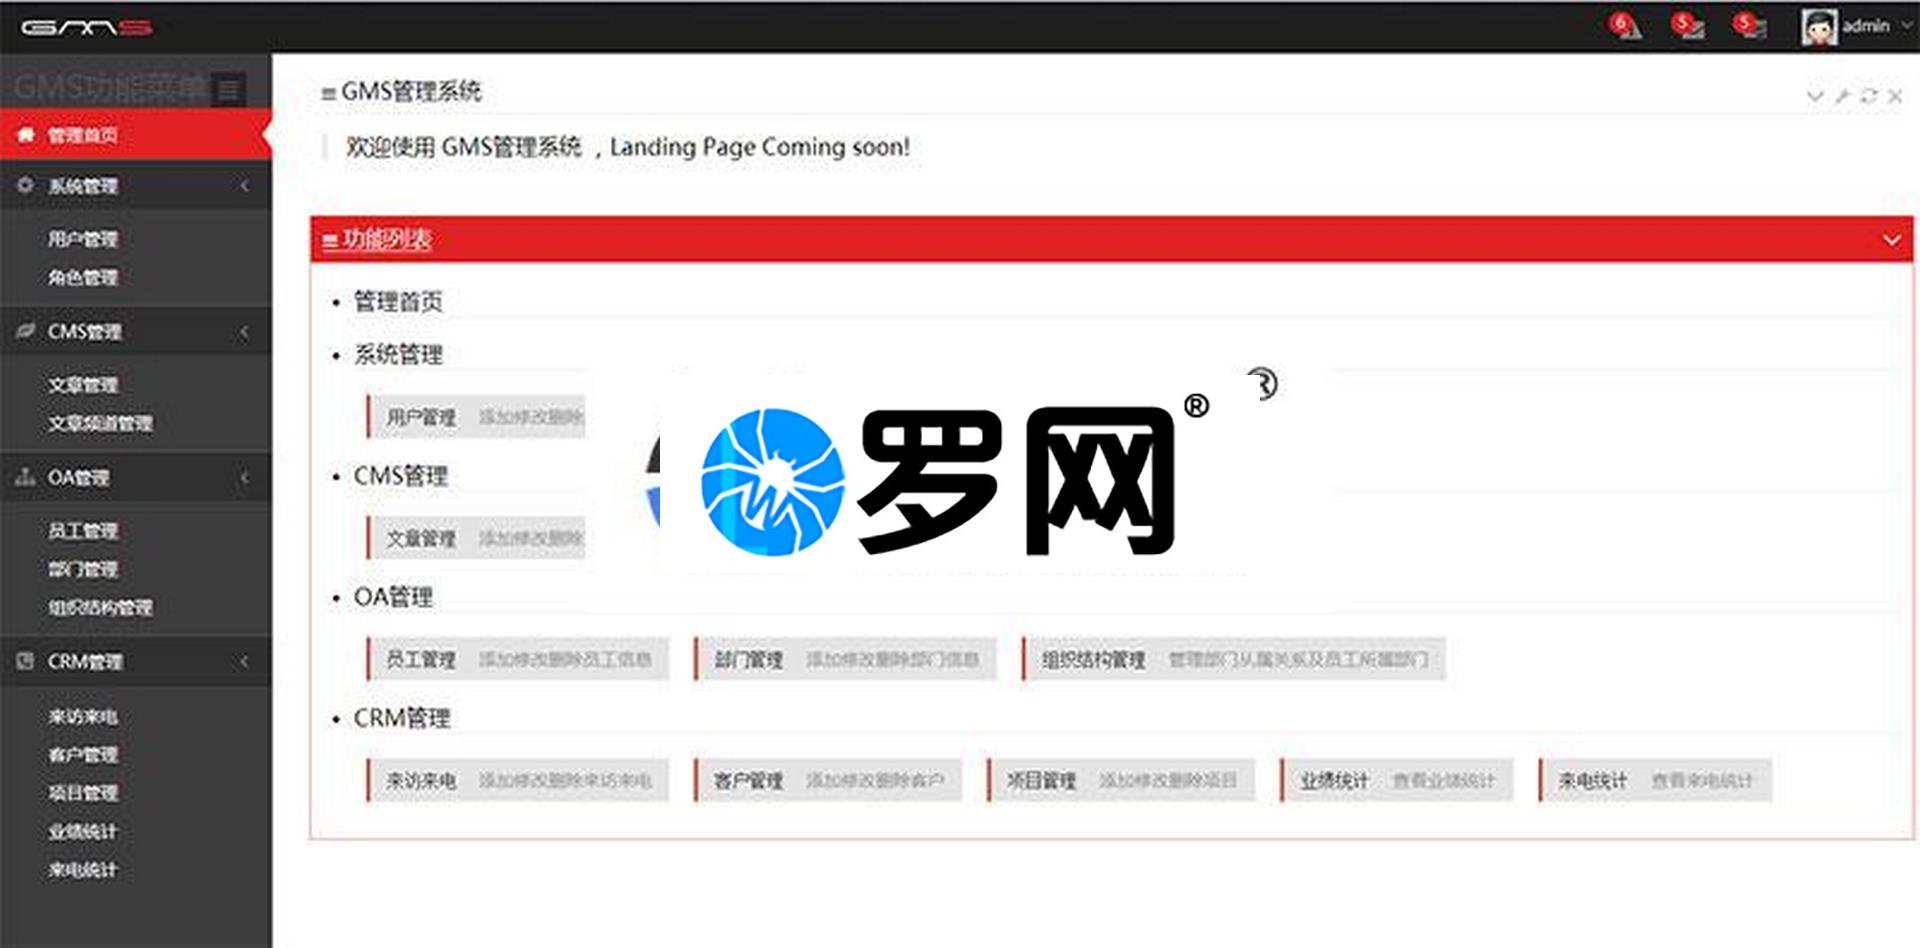 GMS
6
5
5
admin
GMS功能菜单
管理首页
系统管理
用户管理
角色管理
CMS管理
文章管理
文章频道管理
OA管理
员工管理
部门管理
组织结构管理
CRM管理
来访来电
客户管理
项目管理
业绩统计
来电统计
GMS管理系统
欢迎使用 GMS管理系统 ，Landing Page Coming soon!
功能列表
管理首页
系统管理
用户管理 添加修改删除
CMS管理
文章管理 添加修改删除
罗网®
®
OA管理
员工管理 添加修改删除员工信息
部门管理 添加修改删除部门信息
组织结构管理 管理部门从属关系及员工所属部门
CRM管理
来访来电 添加修改删除来访来电
客户管理 添加修改删除客户
项目管理 添加修改删除项目
业绩统计 查看业绩统计
来电统计 查看来电统计